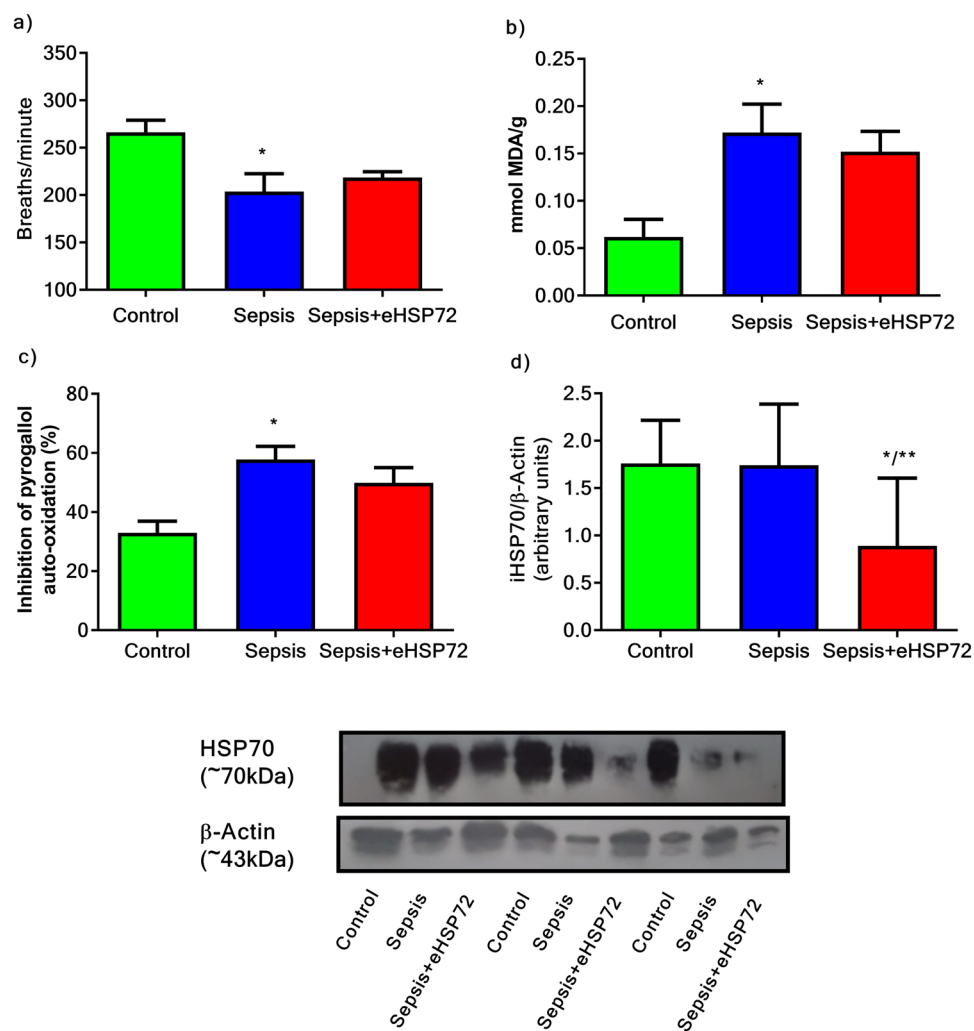 a)
Breaths/minute
350
300
250
200
150
100
*
Control
Sepsis
Sepsis+eHSP72
b)
mmol MDA/g
0.25
0.20
0.15
0.10
0.05
0.00
*
Control
Sepsis
Sepsis+eHSP72
c)
Inhibition of pyrogallol
auto-oxidation (%)
80
60
40
20
0
*
Control
Sepsis
Sepsis+eHSP72
d)
iHSP70/β-Actin
(arbitrary units)
2.5
2.0
1.5
1.0
0.5
0.0
*/**
Control
Sepsis
Sepsis+eHSP72
HSP70
(~70kDa)
β-Actin
(~43kDa)
Control
Sepsis
Sepsis+eHSP72
Control
Sepsis
Sepsis+eHSP72
Control
Sepsis
Sepsis+eHSP72